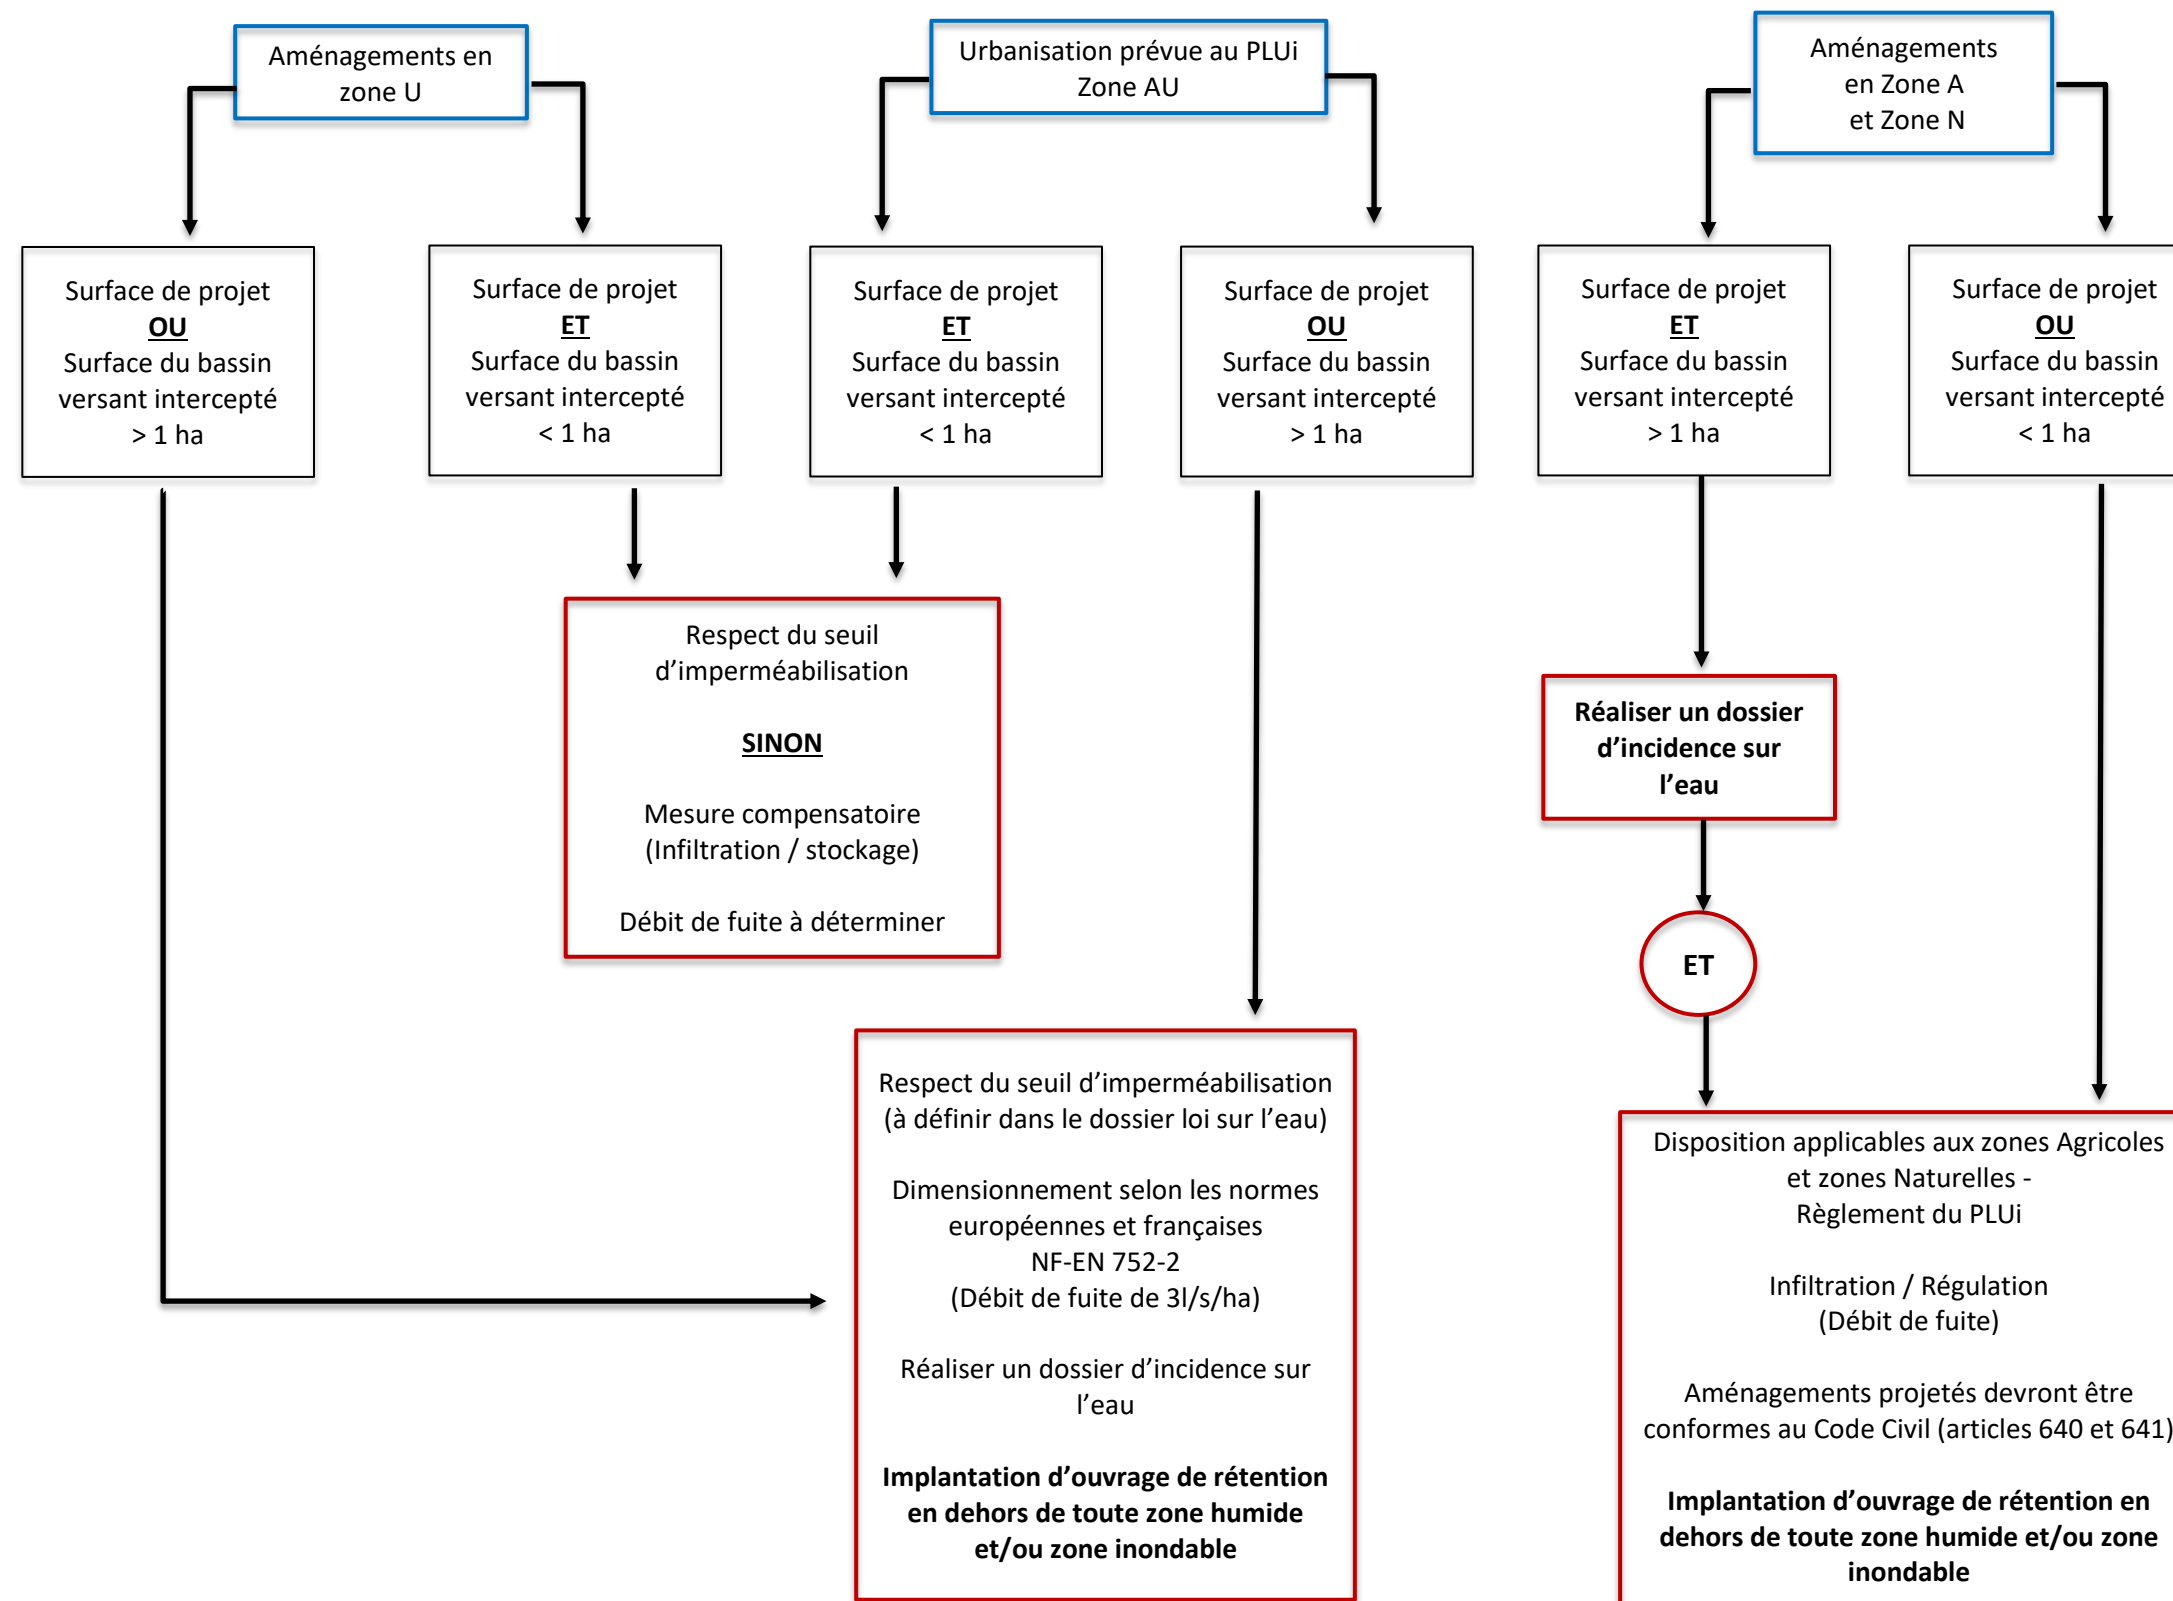 Aménagements en
zone U
Urbanisation prévue au PLUi
Zone AU
Aménagements
en Zone A
et Zone N
Surface de projet
OU
Surface du bassin
versant intercepté
> 1 ha
Surface de projet
ET
Surface du bassin
versant intercepté
< 1 ha
Surface de projet
ET
Surface du bassin
versant intercepté
< 1 ha
Surface de projet
OU
Surface du bassin
versant intercepté
> 1 ha
Surface de projet
ET
Surface du bassin
versant intercepté
> 1 ha
Surface de projet
OU
Surface du bassin
versant intercepté
< 1 ha
Respect du seuil
d’imperméabilisation
SINON
Mesure compensatoire
(Infiltration / stockage)
Débit de fuite à déterminer
Réaliser un dossier
d’incidence sur
l’eau
ET
Respect du seuil d’imperméabilisation
(à définir dans le dossier loi sur l’eau)
Dimensionnement selon les normes
européennes et françaises
NF-EN 752-2
(Débit de fuite de 3l/s/ha)
Réaliser un dossier d’incidence sur
l’eau
Implantation d’ouvrage de rétention
en dehors de toute zone humide
et/ou zone inondable
Disposition applicables aux zones Agricoles
et zones Naturelles -
Règlement du PLUi
Infiltration / Régulation
(Débit de fuite)
Aménagements projetés devront être
conformes au Code Civil (articles 640 et 641)
Implantation d’ouvrage de rétention en
dehors de toute zone humide et/ou zone
inondable